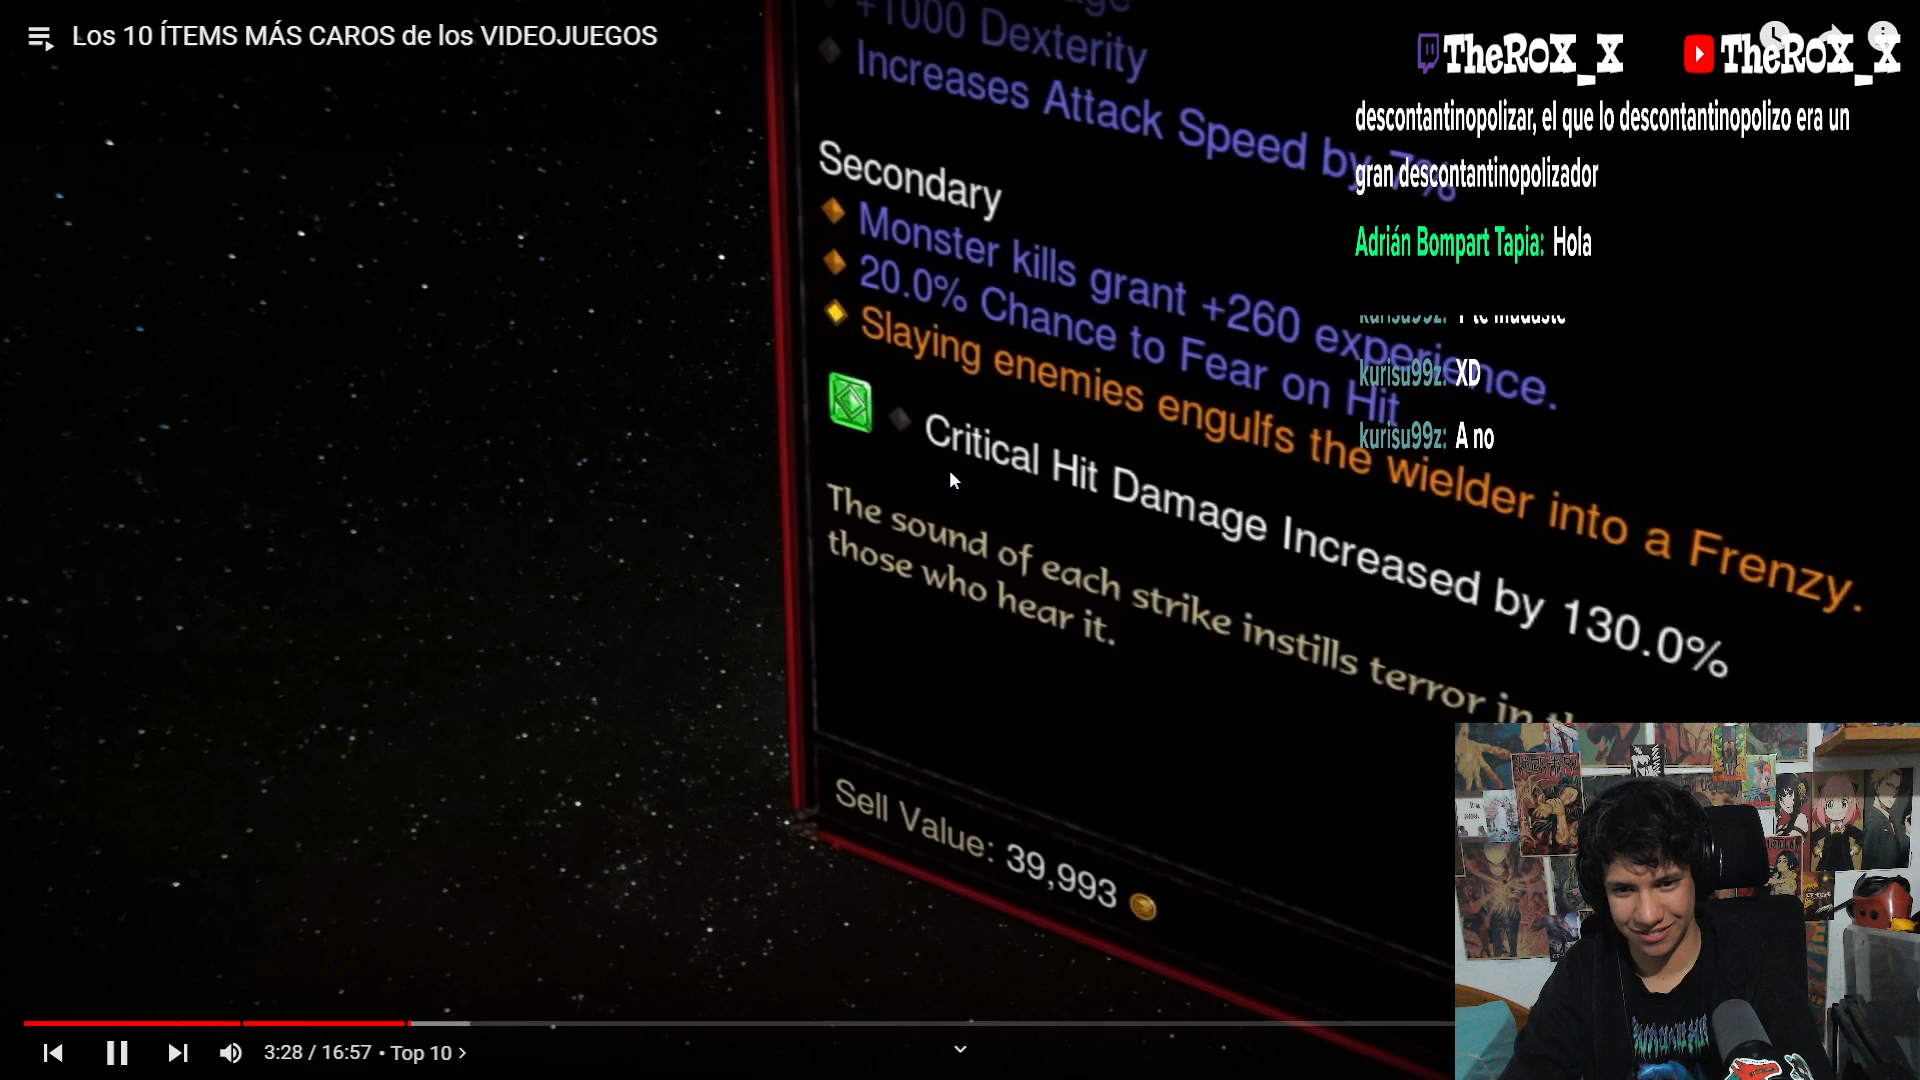 Los 10 ÍTEMS MÁS CAROS de los VIDEOJUEGOS
TheROX_X
TheROX_X
+1000 Dexterity
Increases Attack Speed by 7%
Secondary
Monster kills grant +260 experience.
20.0% Chance to Fear on Hit
Slaying enemies engulfs the wielder into a Frenzy.
Critical Hit Damage Increased by 130.0%
The sound of each strike instills terror in
those who hear it.
Sell Value: 39,993
descontantinopolizar, el que lo descontantinopolizo era un
gran descontantinopolizador
Adrián Bompart Tapia: Hola
kurisu99z: XD
kurisu99z: A no
3:28 / 16:57 • Top 10 >